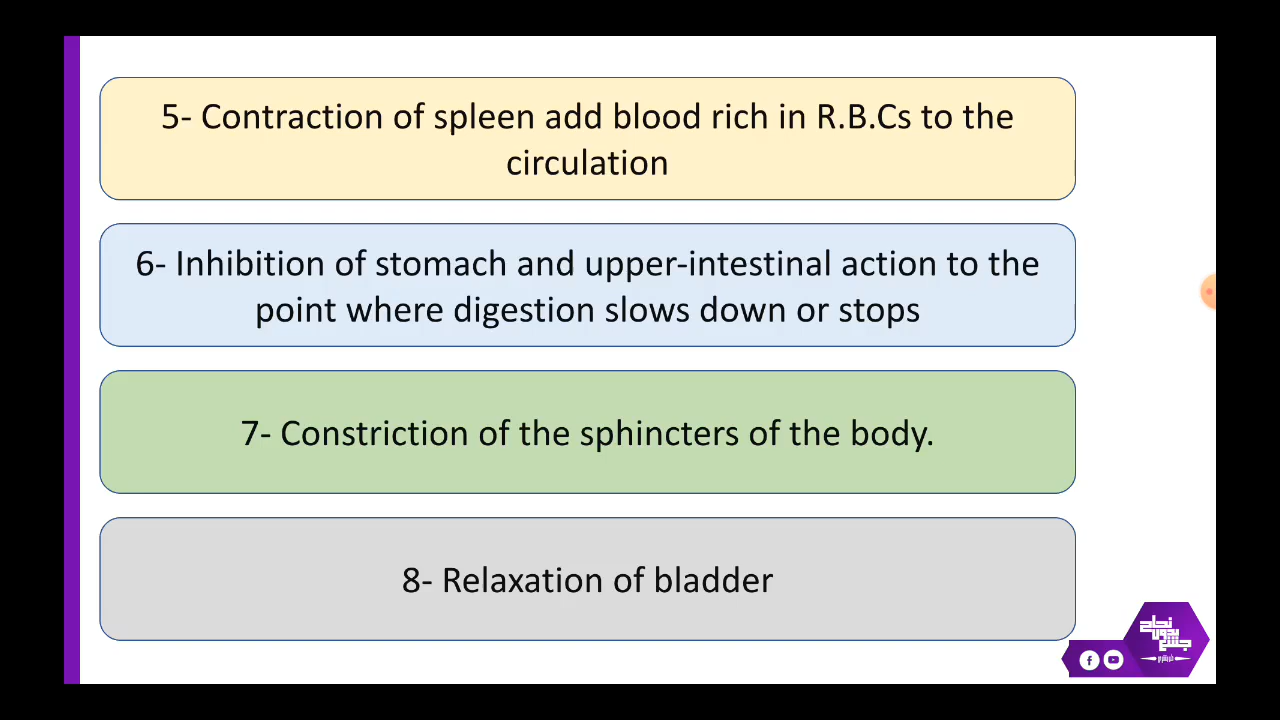 5- Contraction of spleen add blood rich in R.B.Cs to the
circulation
6- Inhibition of stomach and upper-intestinal action to the
point where digestion slows down or stops
7- Constriction of the sphincters of the body.
8- Relaxation of bladder
نجاح
بدون